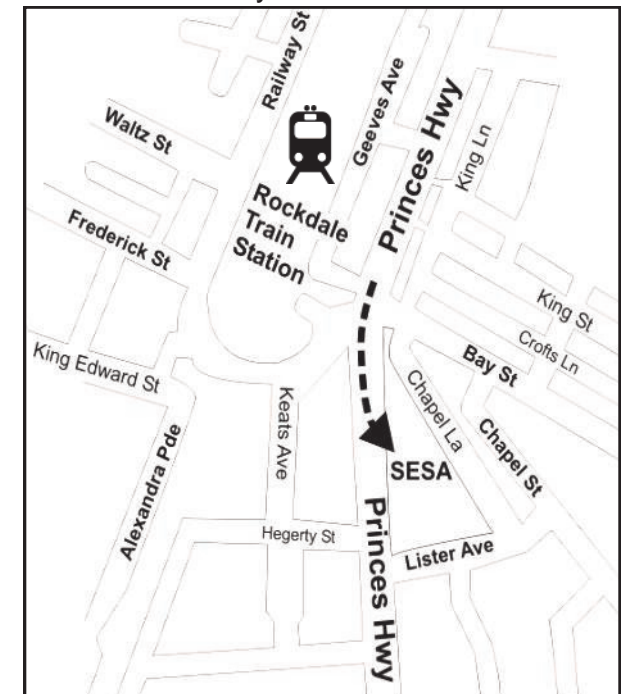 Railway St
Geeves Ave
Princes Hwy
King Ln
Waltz St
Rockdale
Train
Station
Frederick St
King St
Crofts Ln
Bay St
King Edward St
Keats Ave
Chapel La
Chapel St
SESA
Alexandra Pde
Hegerty St
Princes Hwy
Lister Ave